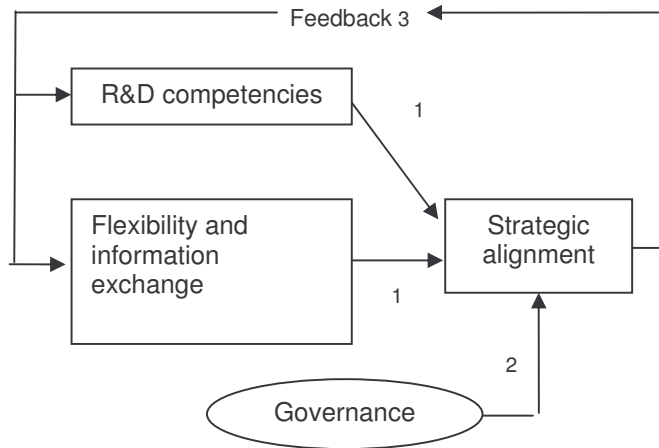 Feedback 3
R&D competencies
1
Flexibility and
information
exchange
Strategic
alignment
1
2
Governance